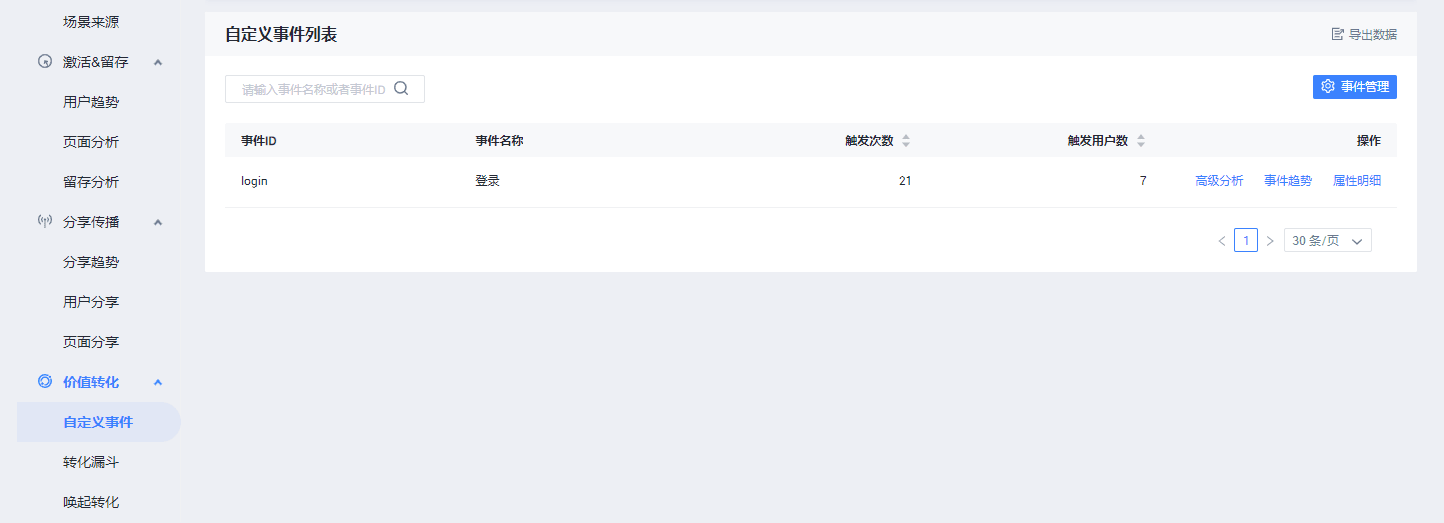 场景来源
激活&留存
用户趋势
页面分析
留存分析
分享传播
分享趋势
用户分享
页面分享
价值转化
自定义事件
转化漏斗
唤起转化
自定义事件列表
导出数据
请输入事件名称或者事件ID
事件管理
事件ID 事件名称 触发次数 触发用户数 操作
login 登录 21 7 高级分析 事件趋势 属性明细
1 30 条/页